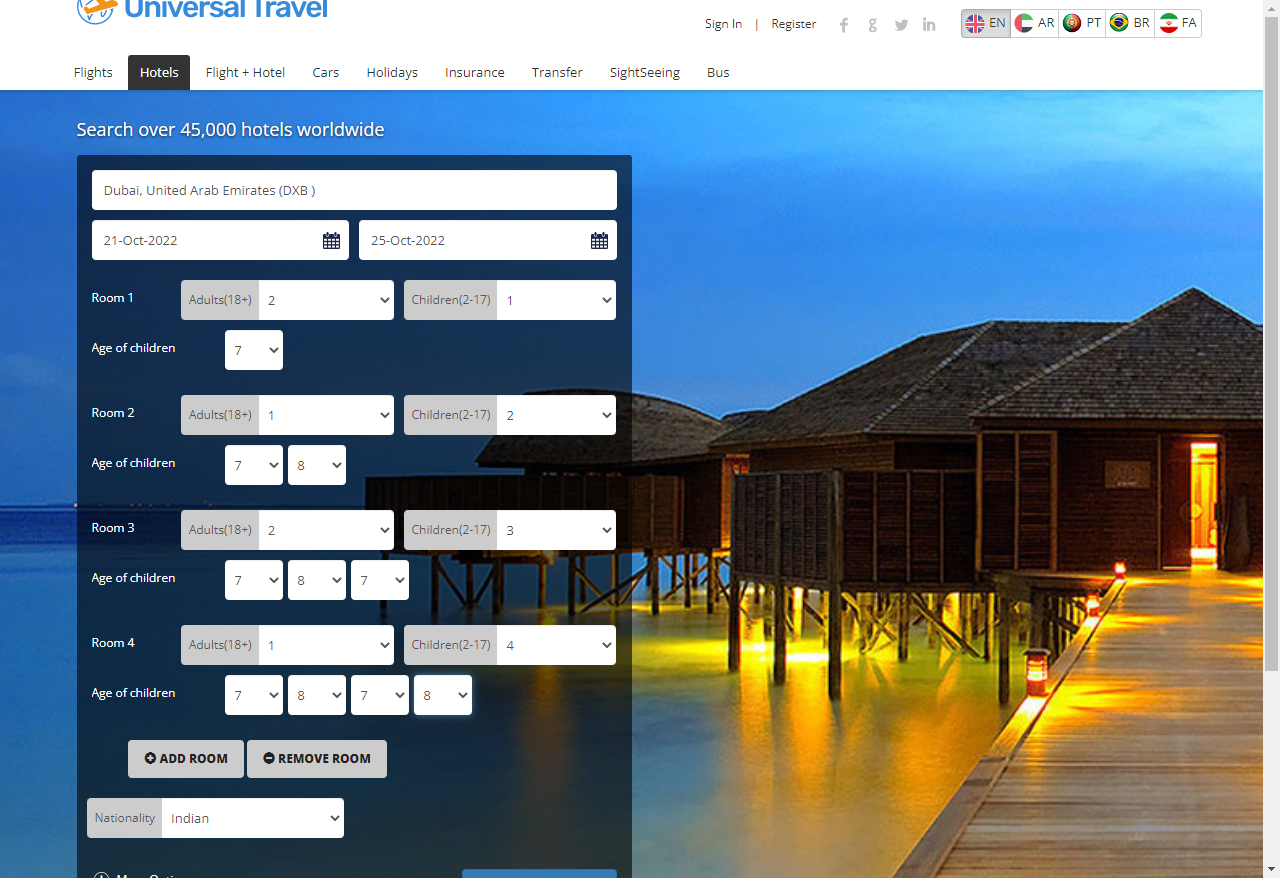 Universal Travel
Sign In | Register
EN AR PT BR FA
Flights Hotels Flight + Hotel Cars Holidays Insurance Transfer SightSeeing Bus
Search over 45,000 hotels worldwide
Dubai, United Arab Emirates (DXB )
21-Oct-2022 25-Oct-2022
Room 1 Adults(18+) 2 Children(2-17) 1
Age of children 7
Room 2 Adults(18+) 1 Children(2-17) 2
Age of children 7 8
Room 3 Adults(18+) 2 Children(2-17) 3
Age of children 7 8 7
Room 4 Adults(18+) 1 Children(2-17) 4
Age of children 7 8 7 8
ADD ROOM REMOVE ROOM
Nationality Indian